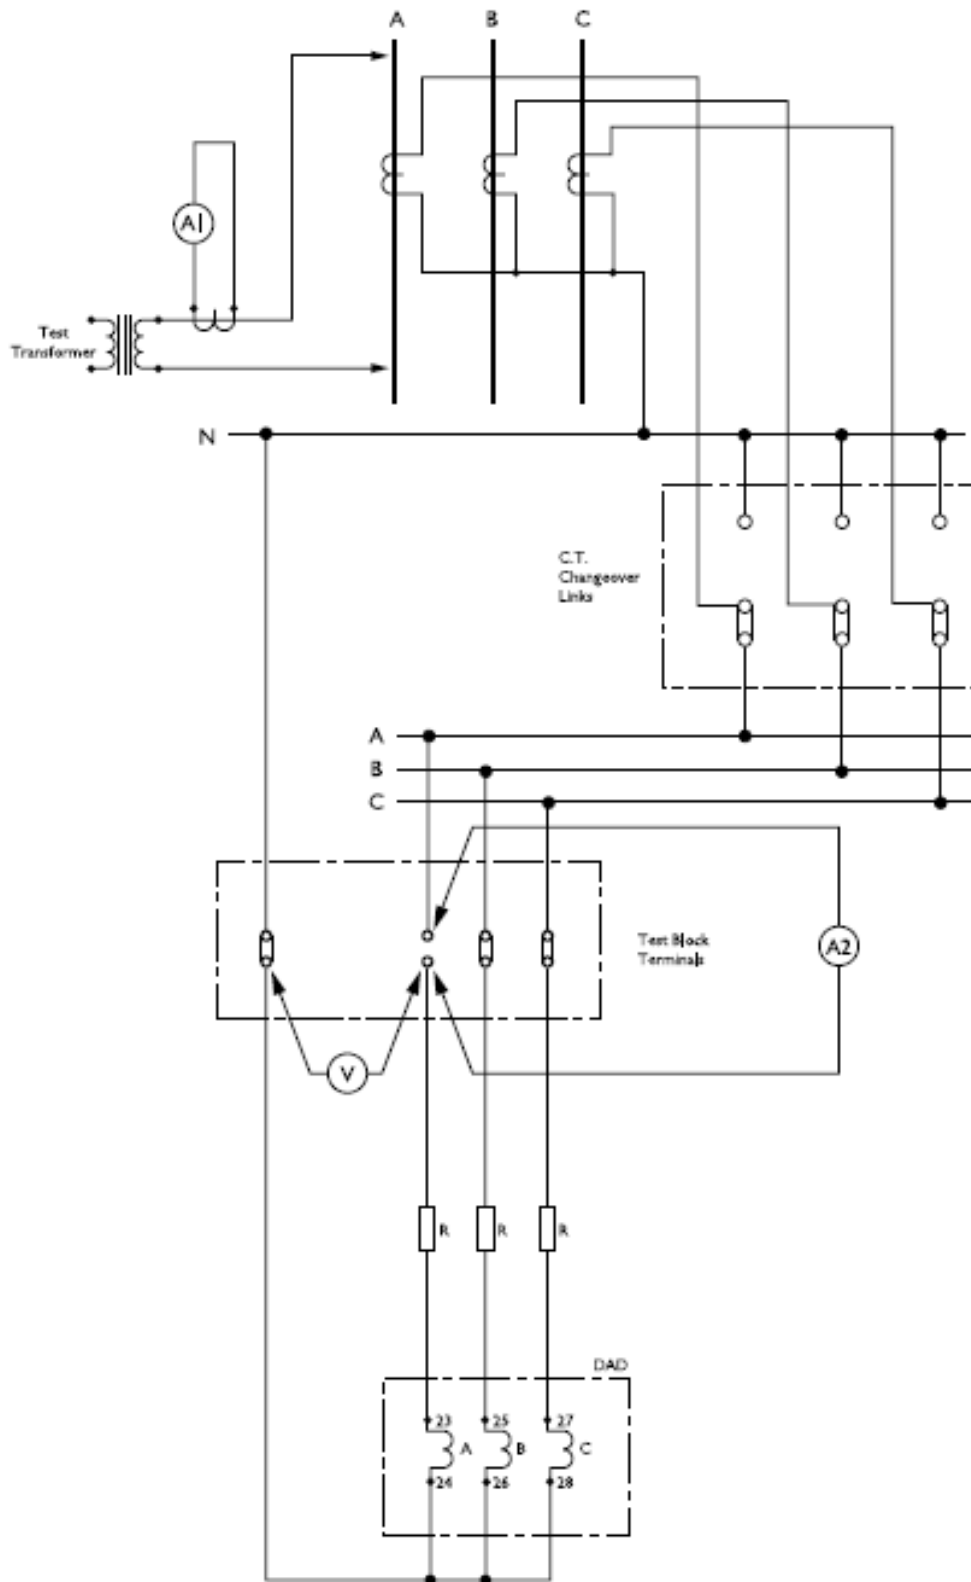 A B C
A1
Test
Transformer
N
C.T.
Changeover
Links
A
B
C
Test Block
Terminals
A2
V
R R R
DAD
23 25 27
A B C
24 26 28